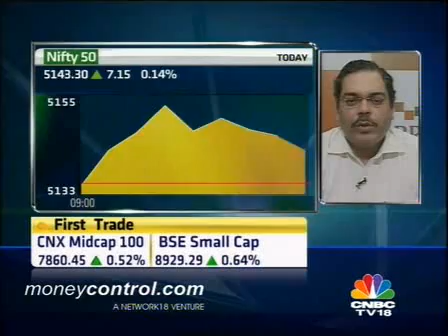 Nifty 50
TODAY
5143.30 ▲ 7.15 0.14%
5155
5133
09:00
First Trade
CNX Midcap 100
7860.45 ▲ 0.52%
BSE Small Cap
8929.29 ▲ 0.64%
moneycontrol.com
A NETWORK18 VENTURE
CNBC
TV18